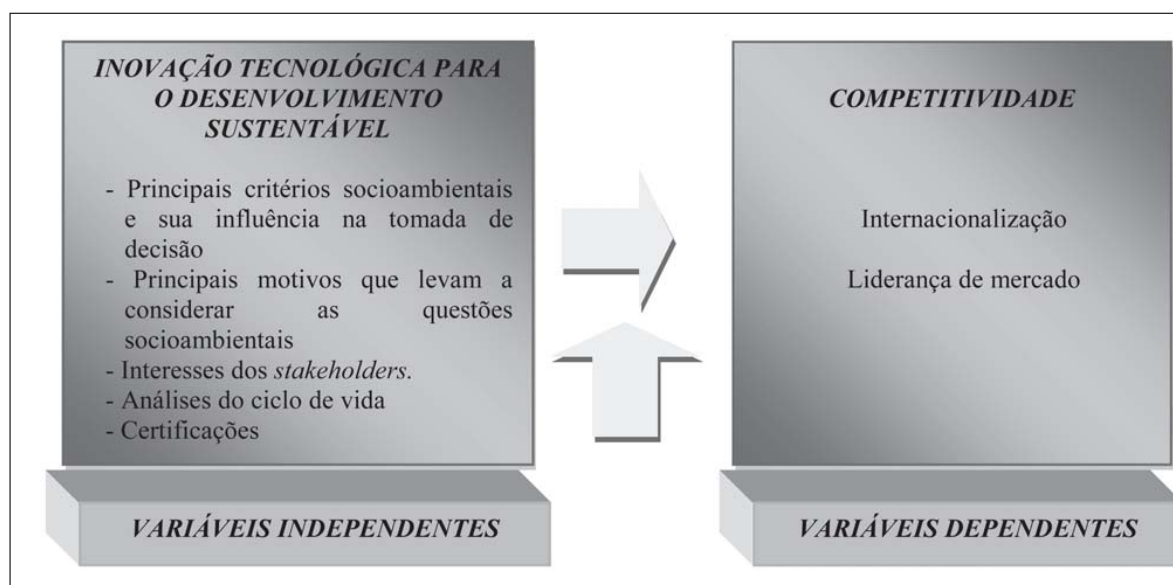 INOVAÇÃO TECNOLÓGICA PARA
O DESENVOLVIMENTO
SUSTENTÁVEL
- Principais critérios socioambientais
e sua influência na tomada de
decisão
- Principais motivos que levam a
considerar as questões
socioambientais
- Interesses dos stakeholders.
- Análises do ciclo de vida
- Certificações
VARIÁVEIS INDEPENDENTES
COMPETITIVIDADE
Internacionalização
Liderança de mercado
VARIÁVEIS DEPENDENTES